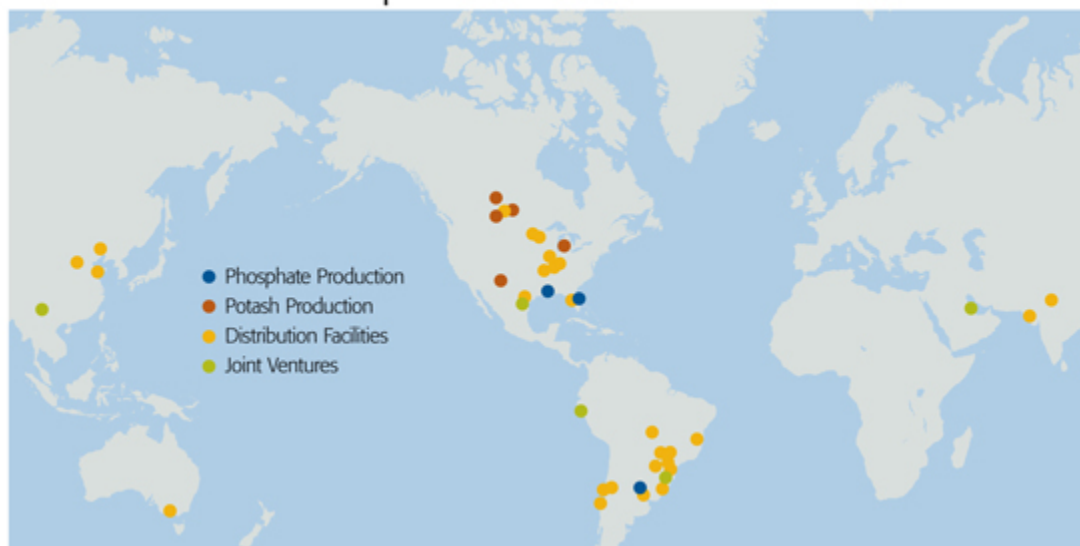 Phosphate Production
Potash Production
Distribution Facilities
Joint Ventures